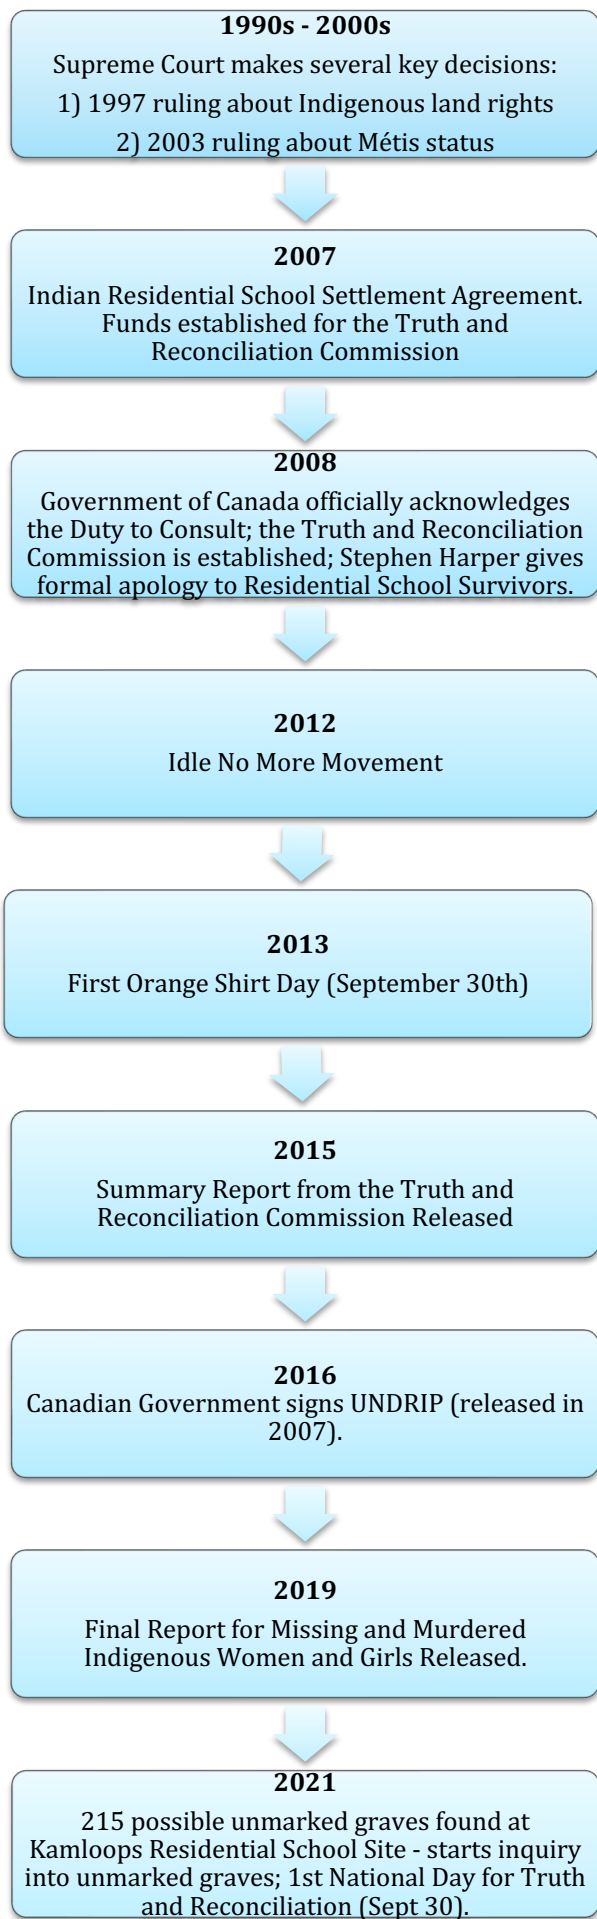 1990s - 2000s
Supreme Court makes several key decisions:
1) 1997 ruling about Indigenous land rights
2) 2003 ruling about Métis status
2007
Indian Residential School Settlement Agreement.
Funds established for the Truth and
Reconciliation Commission
2008
Government of Canada officially acknowledges
the Duty to Consult; the Truth and Reconciliation
Commission is established; Stephen Harper gives
formal apology to Residential School Survivors.
2012
Idle No More Movement
2013
First Orange Shirt Day (September 30th)
2015
Summary Report from the Truth and
Reconciliation Commission Released
2016
Canadian Government signs UNDRIP (released in
2007).
2019
Final Report for Missing and Murdered
Indigenous Women and Girls Released.
2021
215 possible unmarked graves found at
Kamloops Residential School Site - starts inquiry
into unmarked graves; 1st National Day for Truth
and Reconciliation (Sept 30).